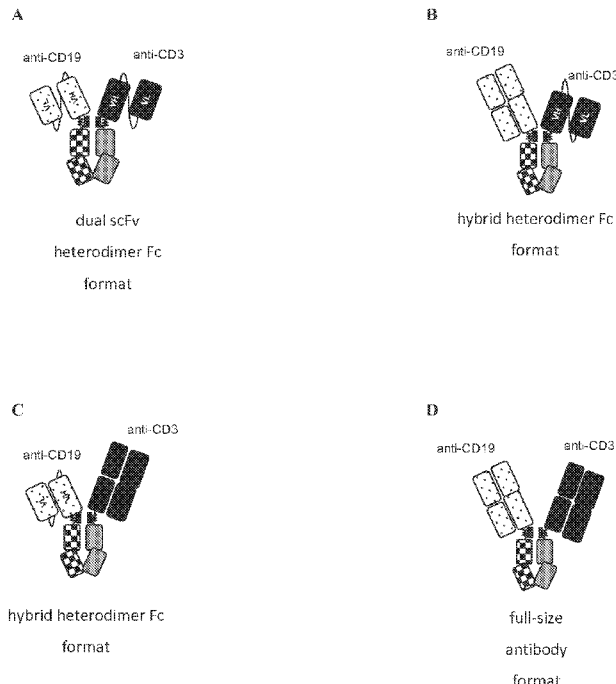 A
anti-CD19
anti-CD3
VL
VH
VH
VL
dual scFv
heterodimer Fc
format
B
anti-CD19
anti-CD3
VH
VL
hybrid heterodimer Fc
format
C
anti-CD19
anti-CD3
VL
VH
hybrid heterodimer Fc
format
D
anti-CD19
anti-CD3
full-size
antibody
format